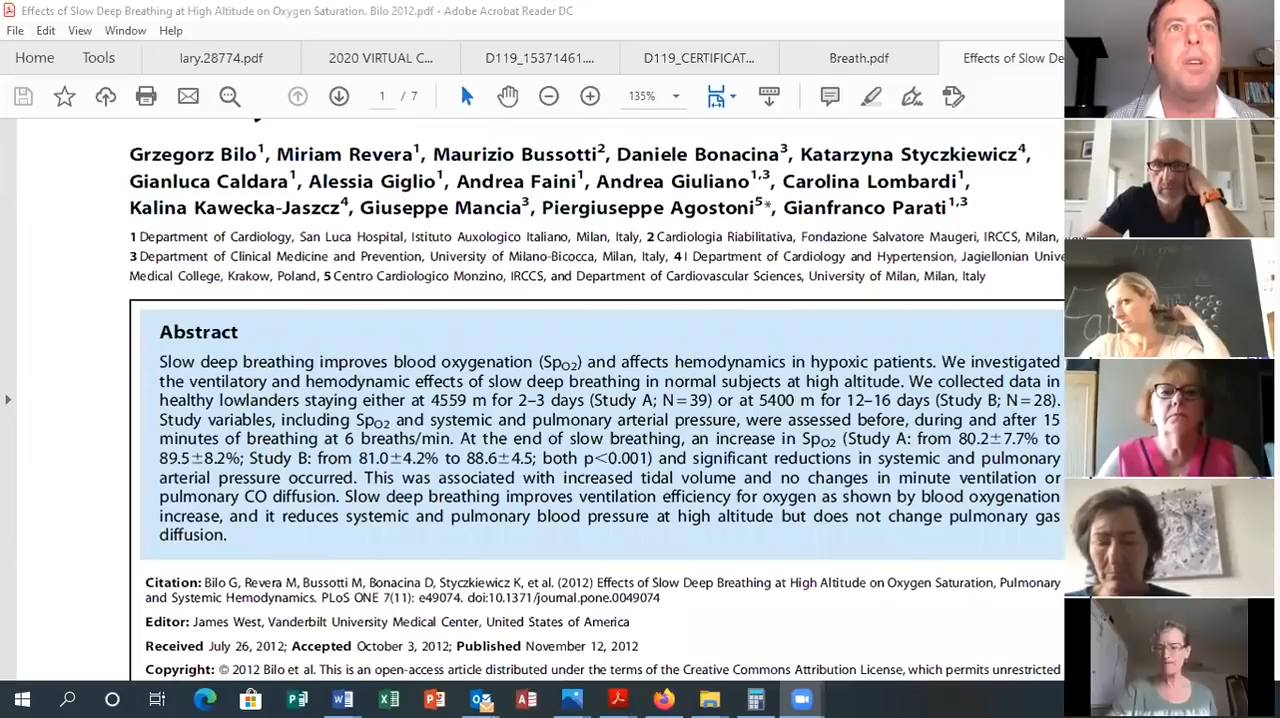 Effects of Slow Deep Breathing at High Altitude on Oxygen Saturation. Bilo 2012.pdf - Adobe Acrobat Reader DC
File Edit View Window Help
Home Tools lary.28774.pdf 2020 VIRTUAL C... D119_15371461.... D119_CERTIFICAT... Breath.pdf Effects of Slow De
1 / 7 135%
Grzegorz Bilo1, Miriam Revera1, Maurizio Bussotti2, Daniele Bonacina3, Katarzyna Styczkiewicz4,
Gianluca Caldara1, Alessia Giglio1, Andrea Faini1, Andrea Giuliano1,3, Carolina Lombardi1,
Kalina Kawecka-Jaszcz4, Giuseppe Mancia3, Piergiuseppe Agostoni5*, Gianfranco Parati1,3
1 Department of Cardiology, San Luca Hospital, Istituto Auxologico Italiano, Milan, Italy, 2 Cardiologia Riabilitativa, Fondazione Salvatore Maugeri, IRCCS, Milan,
3 Department of Clinical Medicine and Prevention, University of Milano-Bicocca, Milan, Italy, 4 I Department of Cardiology and Hypertension, Jagiellonian Unive
Medical College, Krakow, Poland, 5 Centro Cardiologico Monzino, IRCCS, and Department of Cardiovascular Sciences, University of Milan, Milan, Italy
Abstract
Slow deep breathing improves blood oxygenation (SpO2) and affects hemodynamics in hypoxic patients. We investigated
the ventilatory and hemodynamic effects of slow deep breathing in normal subjects at high altitude. We collected data in
healthy lowlanders staying either at 4559 m for 2–3 days (Study A; N=39) or at 5400 m for 12–16 days (Study B; N=28).
Study variables, including SpO2 and systemic and pulmonary arterial pressure, were assessed before, during and after 15
minutes of breathing at 6 breaths/min. At the end of slow breathing, an increase in SpO2 (Study A: from 80.2±7.7% to
89.5±8.2%; Study B: from 81.0±4.2% to 88.6±4.5; both p<0.001) and significant reductions in systemic and pulmonary
arterial pressure occurred. This was associated with increased tidal volume and no changes in minute ventilation or
pulmonary CO diffusion. Slow deep breathing improves ventilation efficiency for oxygen as shown by blood oxygenation
increase, and it reduces systemic and pulmonary blood pressure at high altitude but does not change pulmonary gas
diffusion.
Citation: Bilo G, Revera M, Bussotti M, Bonacina D, Styczkiewicz K, et al. (2012) Effects of Slow Deep Breathing at High Altitude on Oxygen Saturation, Pulmonary
and Systemic Hemodynamics. PLoS ONE 7(11): e49074. doi:10.1371/journal.pone.0049074
Editor: James West, Vanderbilt University Medical Center, United States of America
Received July 26, 2012; Accepted October 3, 2012; Published November 12, 2012
Copyright: © 2012 Bilo et al. This is an open-access article distributed under the terms of the Creative Commons Attribution License, which permits unrestricted